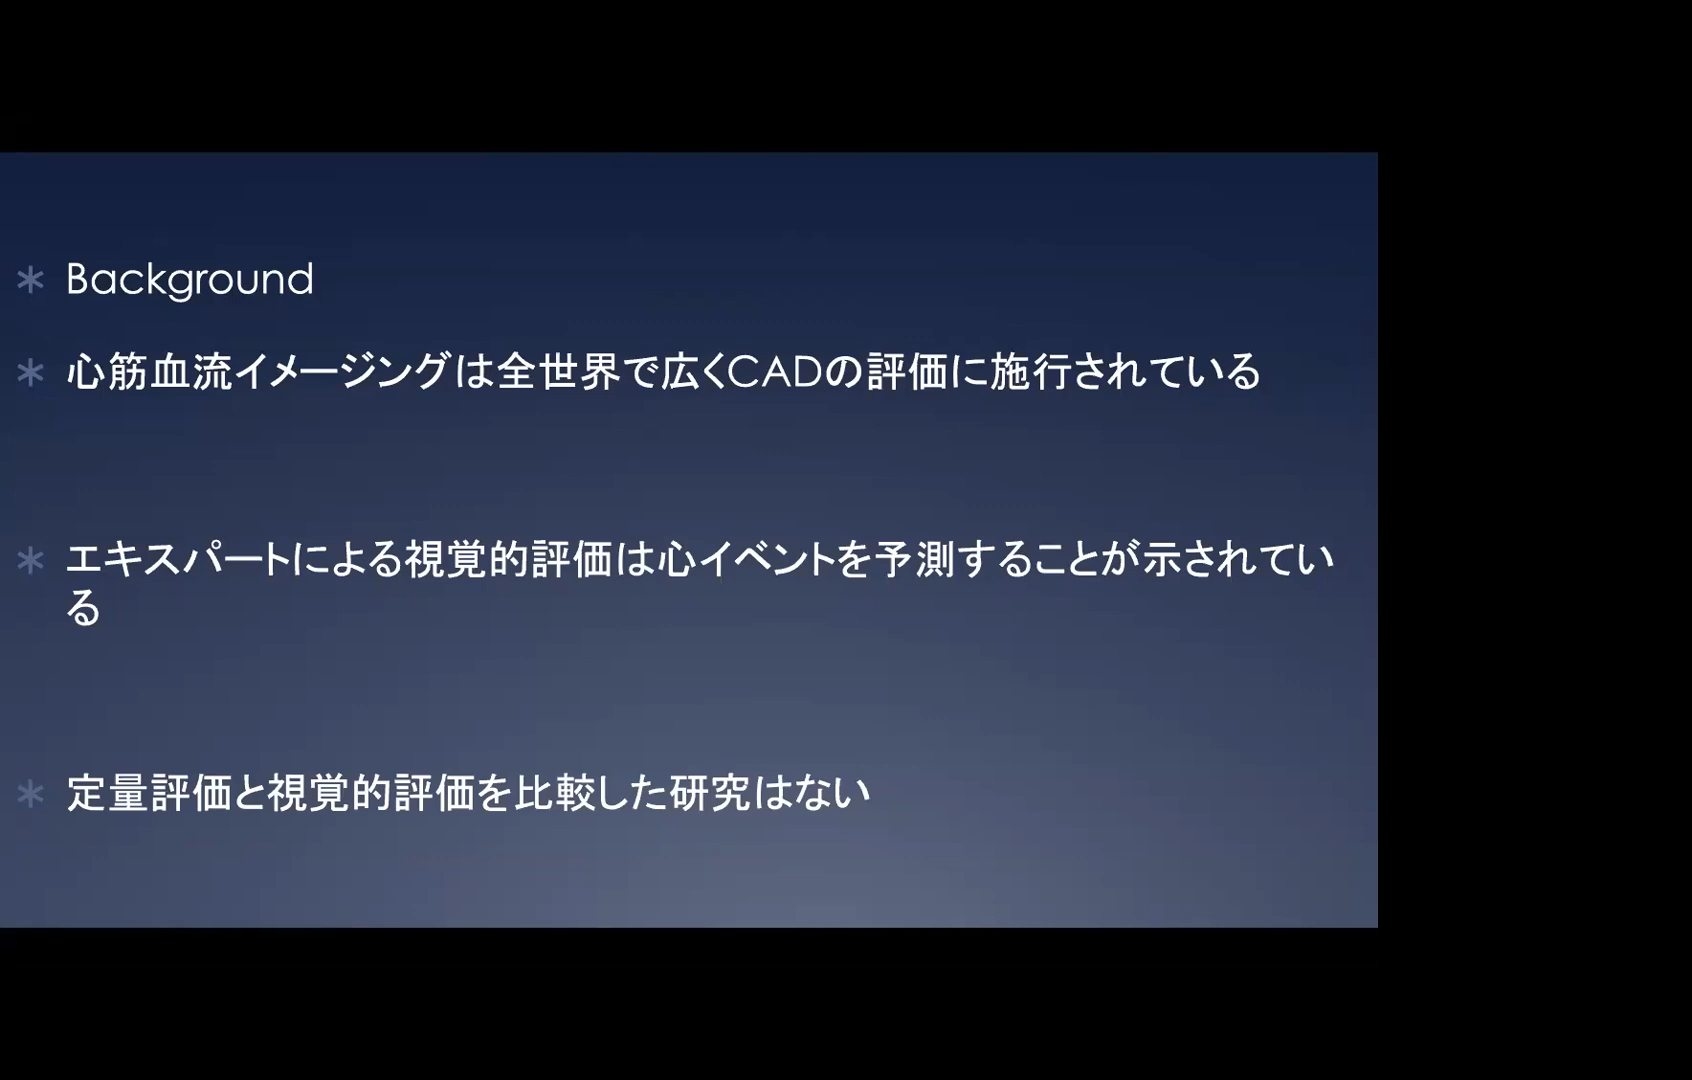 * Background
* 心筋血流イメージングは全世界で広くCADの評価に施行されている
* エキスパートによる視覚的評価は心イベントを予測することが示されてい
る
* 定量評価と視覚的評価を比較した研究はない